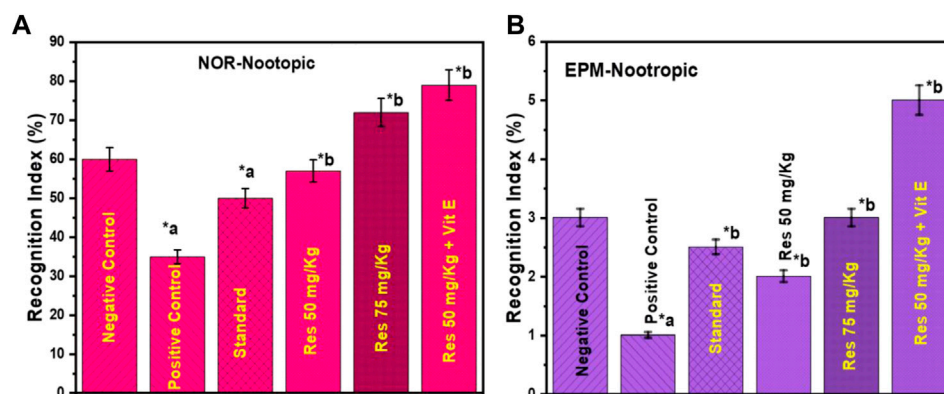 A
NOR-Nootopic
Recognition Index (%)
90
80
70
60
50
40
30
20
10
0
Negative Control
*a
Positive Control
*a
Standard
*b
Res 50 mg/Kg
*b
Res 75 mg/Kg
*b
Res 50 mg/Kg + Vit E
B
EPM-Nootropic
Recognition Index (%)
6
5
4
3
2
1
0
Negative Control
*a
Positive Control
*b
Standard
*b
Res 50 mg/Kg
*b
Res 75 mg/Kg
*b
Res 50 mg/Kg + Vit E